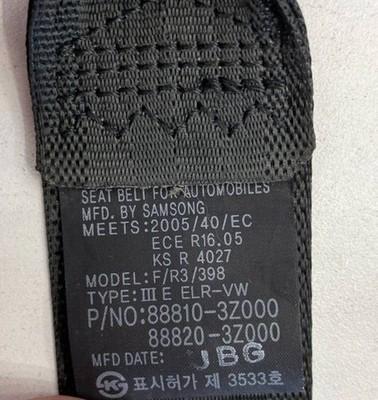 SEAT BELT FOR AUTOMOBILES
MFD. BY SAMSONG
MEETS:2005/40/EC
ECE R16.05
KS R 4027
MODEL:F/R3/398
TYPE:ⅢE ELR-VW
P/NO:88810-3Z000
88820-3Z000
MFD DATE: JBG
표시허가 제 3533호